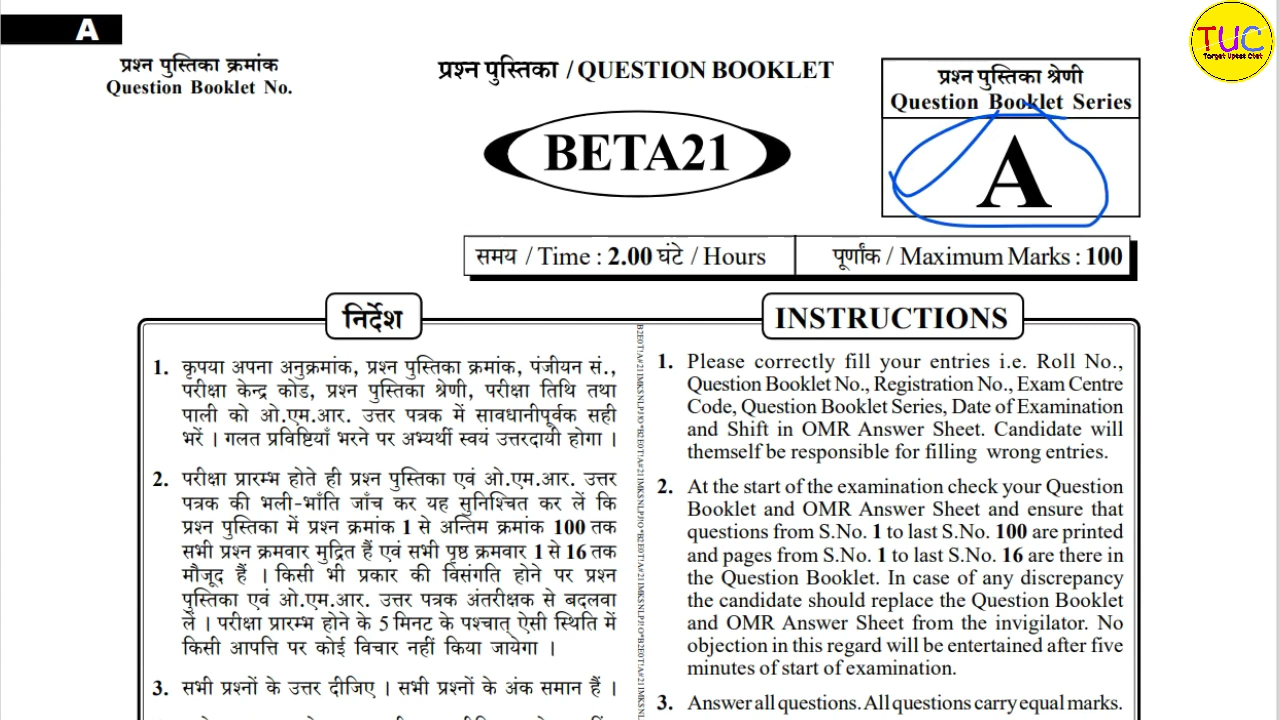 A
TUC
Target Upsss Ctet
प्रश्न पुस्तिका क्रमांक
Question Booklet No.
प्रश्न पुस्तिका / QUESTION BOOKLET
BETA21
प्रश्न पुस्तिका श्रेणी
Question Booklet Series
A
समय / Time : 2.00 घंटे / Hours
पूर्णांक / Maximum Marks : 100
निर्देश
1. कृपया अपना अनुक्रमांक, प्रश्न पुस्तिका क्रमांक, पंजीयन सं.,
परीक्षा केन्द्र कोड, प्रश्न पुस्तिका श्रेणी, परीक्षा तिथि तथा
पाली को ओ.एम.आर. उत्तर पत्रक में सावधानीपूर्वक सही
भरें । गलत प्रविष्टियाँ भरने पर अभ्यर्थी स्वयं उत्तरदायी होगा ।
2. परीक्षा प्रारम्भ होते ही प्रश्न पुस्तिका एवं ओ.एम.आर. उत्तर
पत्रक की भली-भाँति जाँच कर यह सुनिश्चित कर लें कि
प्रश्न पुस्तिका में प्रश्न क्रमांक 1 से अन्तिम क्रमांक 100 तक
सभी प्रश्न क्रमवार मुद्रित हैं एवं सभी पृष्ठ क्रमवार 1 से 16 तक
मौजूद हैं । किसी भी प्रकार की विसंगति होने पर प्रश्न
पुस्तिका एवं ओ.एम.आर. उत्तर पत्रक अंतरीक्षक से बदलवा
लें । परीक्षा प्रारम्भ होने के 5 मिनट के पश्चात् ऐसी स्थिति में
किसी आपत्ति पर कोई विचार नहीं किया जायेगा ।
3. सभी प्रश्नों के उत्तर दीजिए । सभी प्रश्नों के अंक समान हैं ।
INSTRUCTIONS
1. Please correctly fill your entries i.e. Roll No.,
Question Booklet No., Registration No., Exam Centre
Code, Question Booklet Series, Date of Examination
and Shift in OMR Answer Sheet. Candidate will
themself be responsible for filling wrong entries.
2. At the start of the examination check your Question
Booklet and OMR Answer Sheet and ensure that
questions from S.No. 1 to last S.No. 100 are printed
and pages from S.No. 1 to last S.No. 16 are there in
the Question Booklet. In case of any discrepancy
the candidate should replace the Question Booklet
and OMR Answer Sheet from the invigilator. No
objection in this regard will be entertained after five
minutes of start of examination.
3. Answer all questions. All questions carry equal marks.